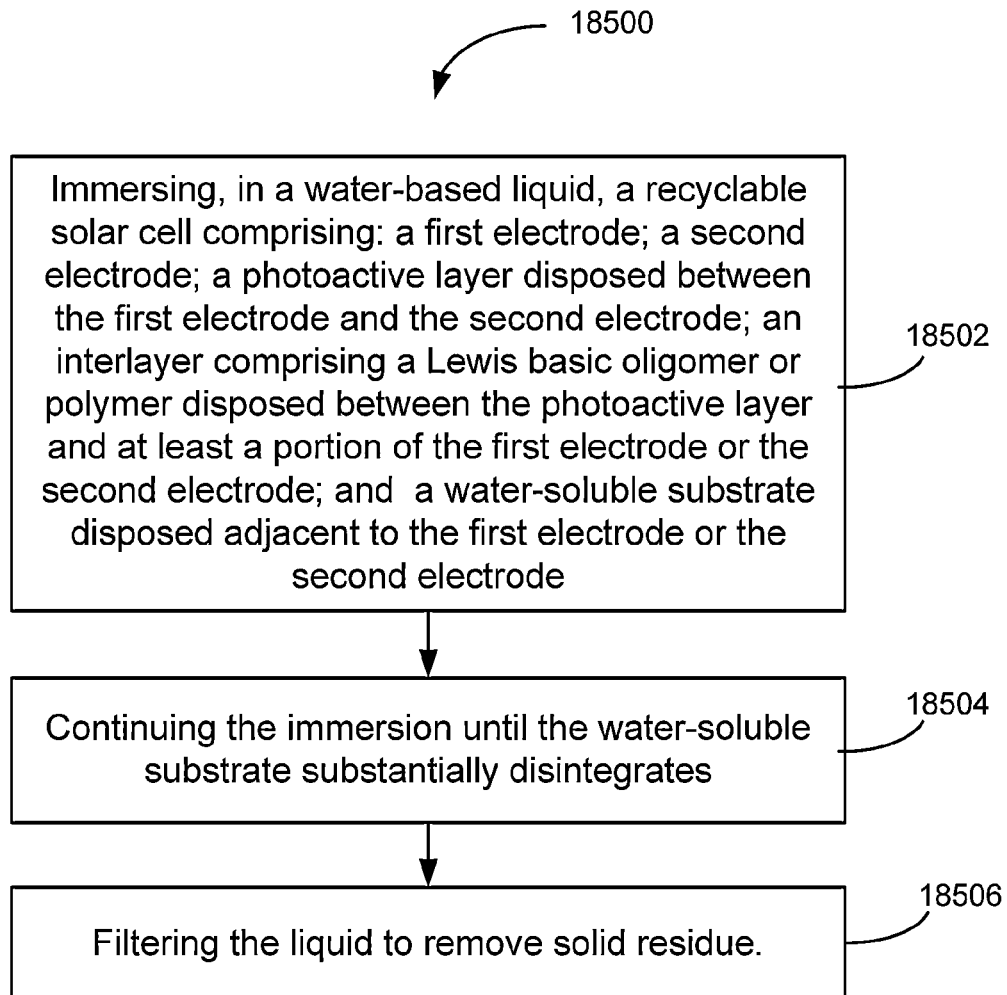 18500
Immersing, in a water-based liquid, a recyclable
solar cell comprising: a first electrode; a second
electrode; a photoactive layer disposed between
the first electrode and the second electrode; an
interlayer comprising a Lewis basic oligomer or
polymer disposed between the photoactive layer
and at least a portion of the first electrode or the
second electrode; and a water-soluble substrate
disposed adjacent to the first electrode or the
second electrode
18502
Continuing the immersion until the water-soluble
substrate substantially disintegrates
18504
Filtering the liquid to remove solid residue.
18506